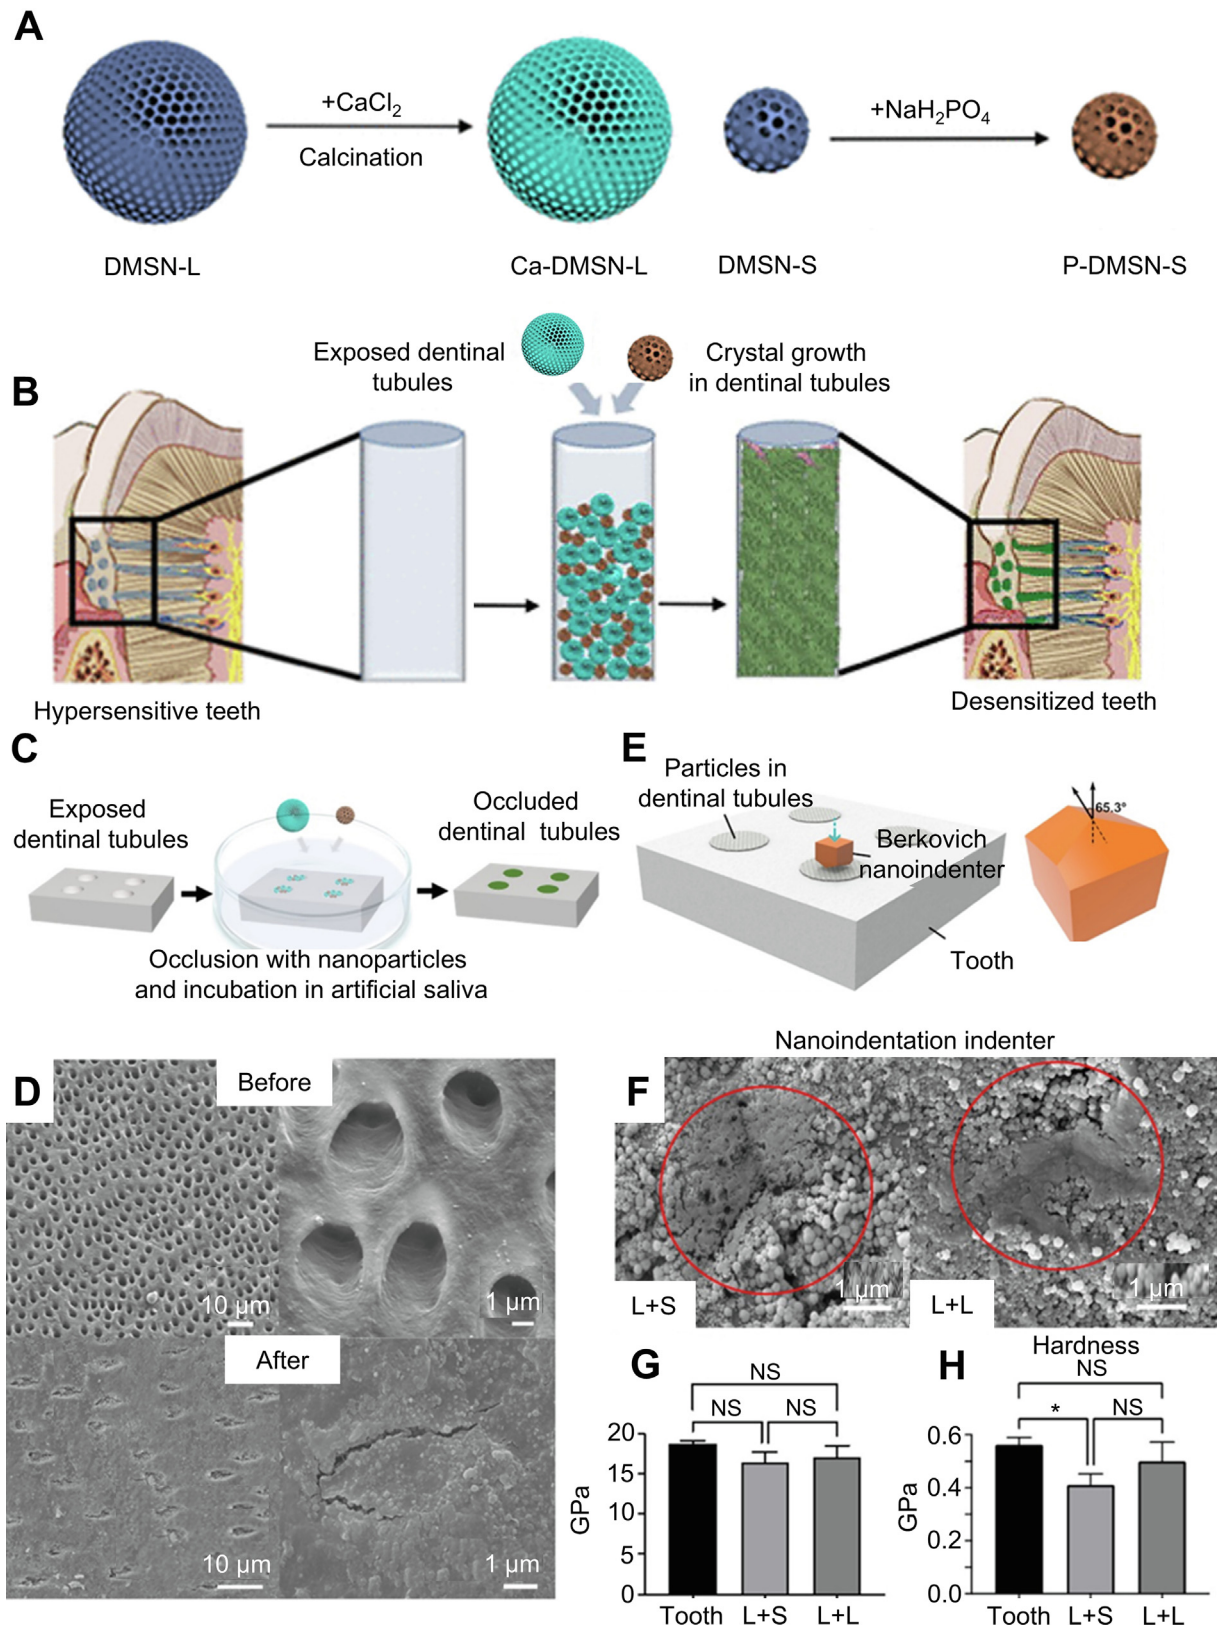 A
+CaCl₂
Calcination
+NaH₂PO₄
DMSN-L
Ca-DMSN-L
DMSN-S
P-DMSN-S
B
Exposed dentinal
tubules
Crystal growth
in dentinal tubules
Hypersensitive teeth
Desensitized teeth
C
Exposed
dentinal tubules
Occluded
dentinal tubules
Occlusion with nanoparticles
and incubation in artificial saliva
E
Particles in
dentinal tubules
Berkovich
nanoindenter
Tooth
65.3°
D
Before
10 µm
1 µm
After
10 µm
1 µm
Nanoindentation indenter
F
L+S
1 µm
L+L
1 µm
G
NS
NS
NS
GPa
20
15
10
5
0
Tooth
L+S
L+L
H
Hardness
NS
*
NS
GPa
0.6
0.4
0.2
0.0
Tooth
L+S
L+L